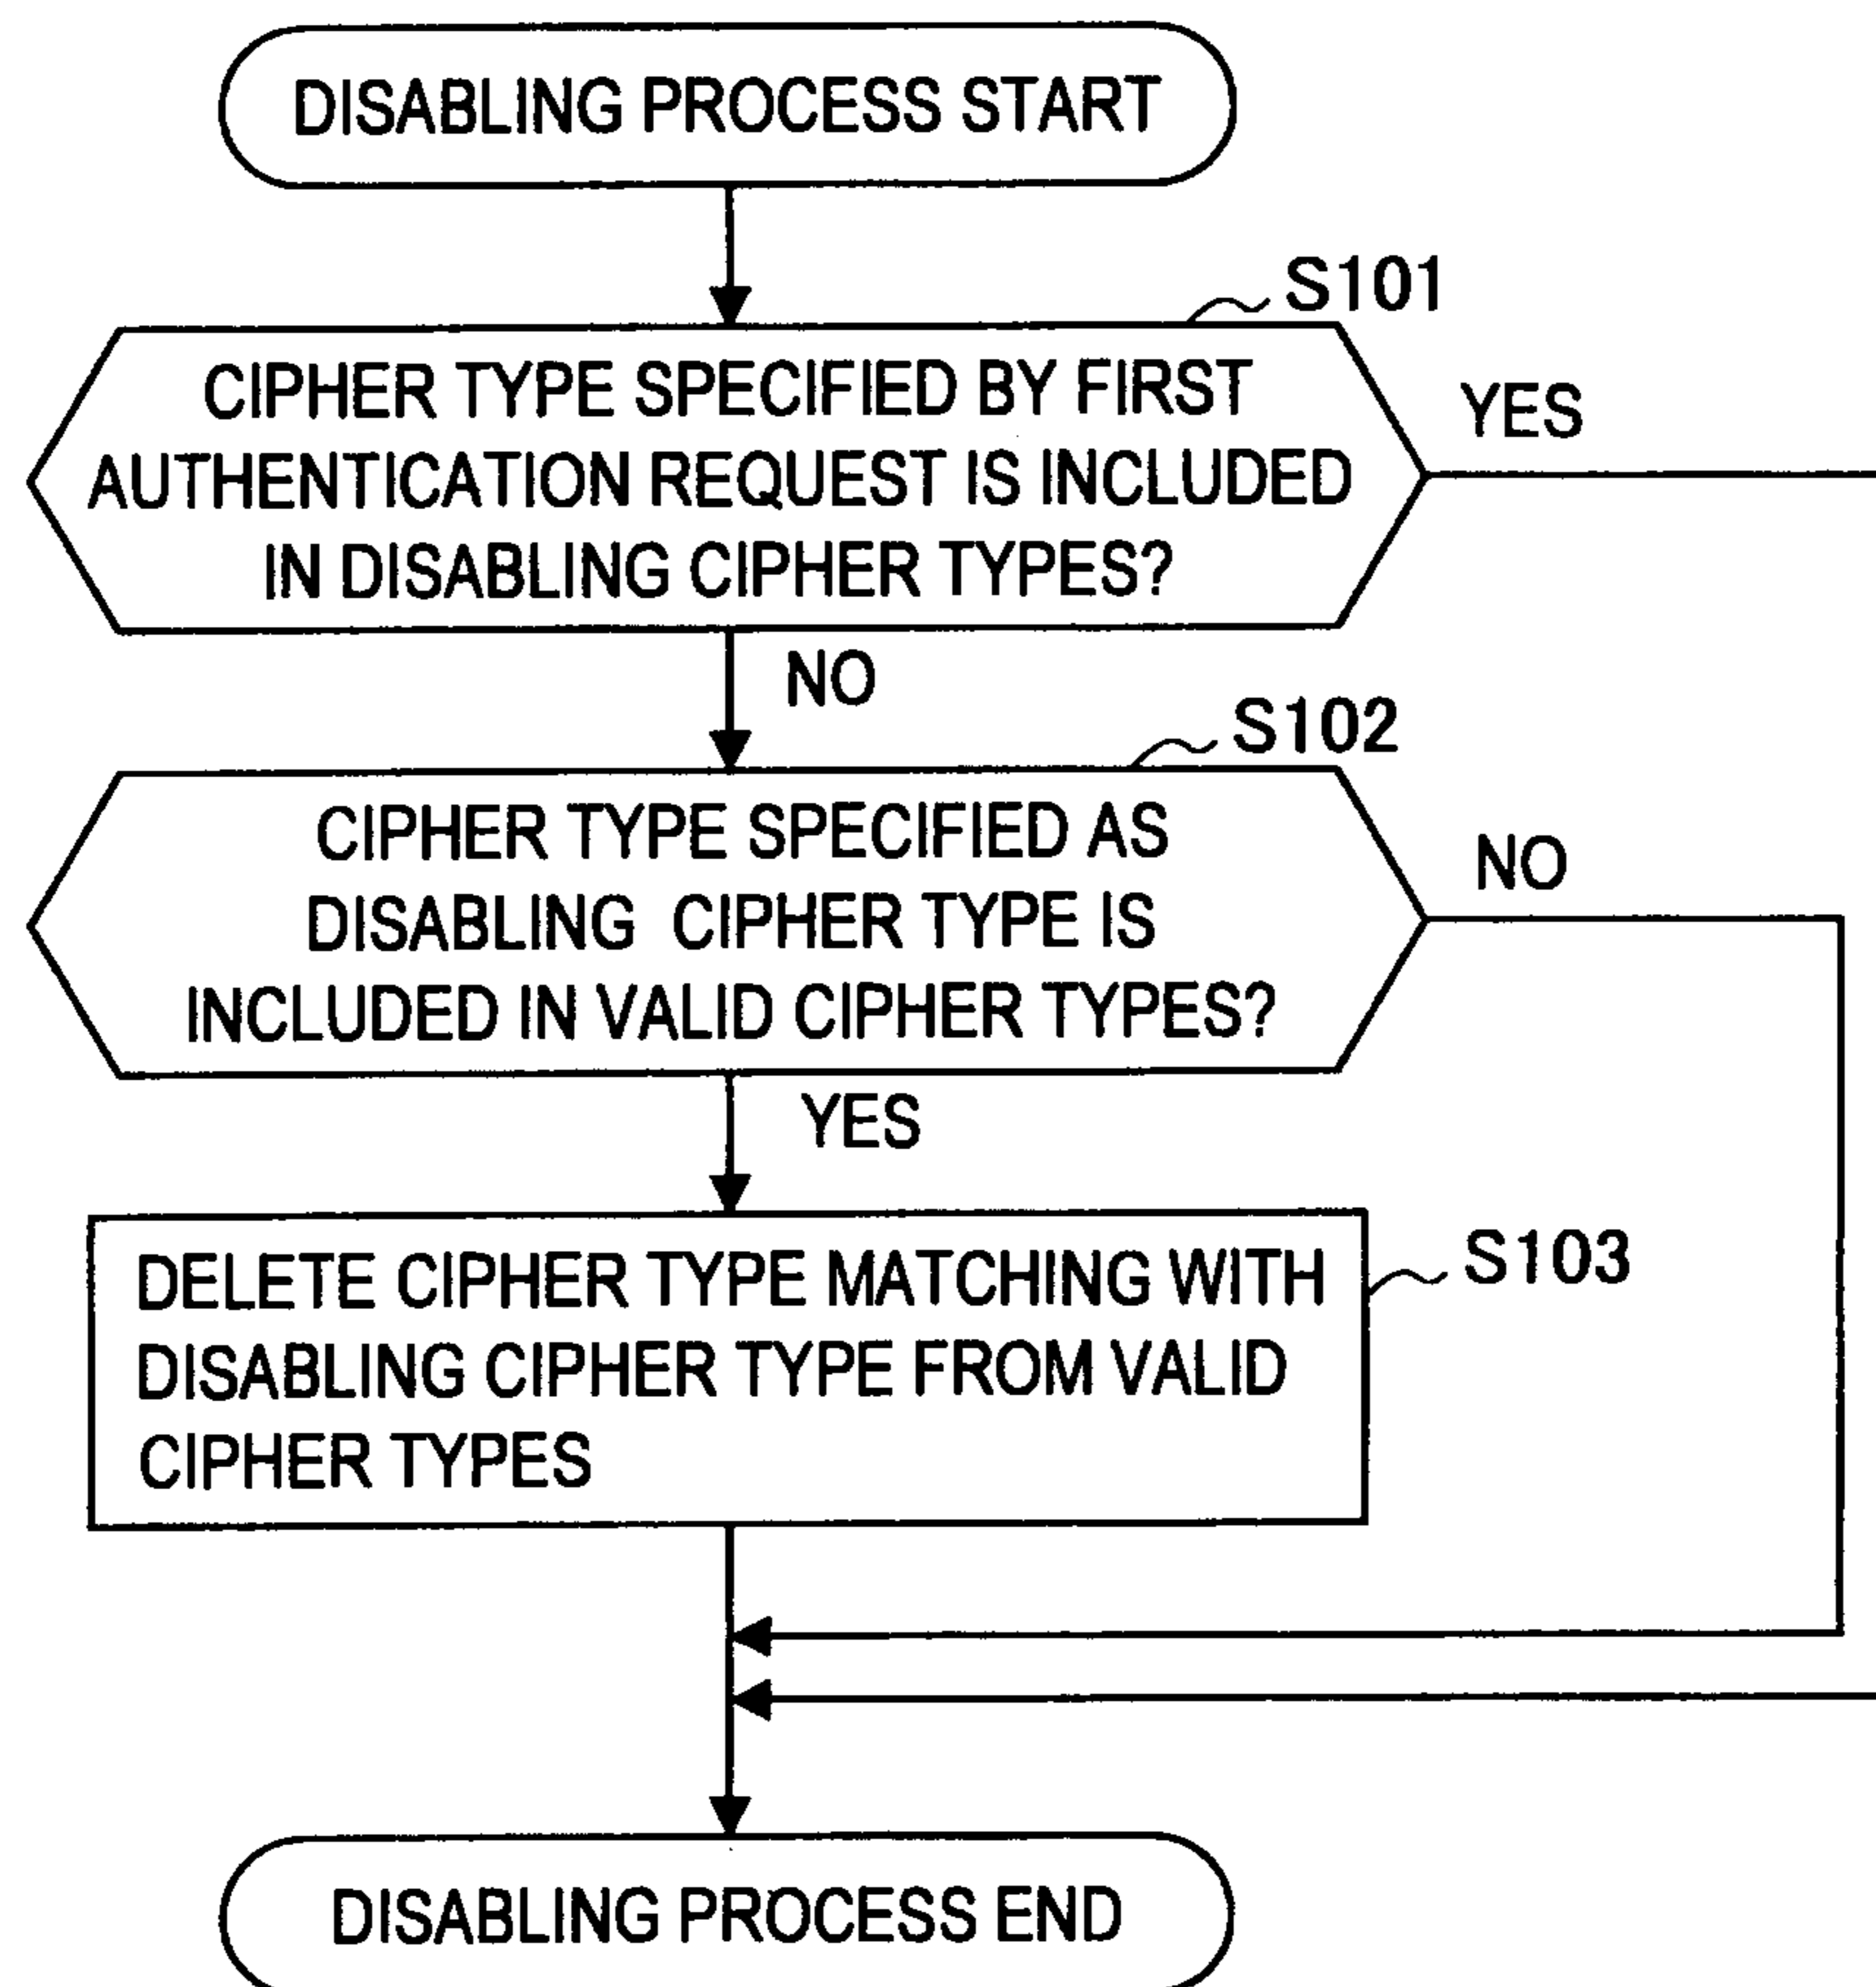 DISABLING PROCESS START
S101
CIPHER TYPE SPECIFIED BY FIRST
AUTHENTICATION REQUEST IS INCLUDED
IN DISABLING CIPHER TYPES?
YES
NO
S102
CIPHER TYPE SPECIFIED AS
DISABLING CIPHER TYPE IS
INCLUDED IN VALID CIPHER TYPES?
NO
YES
S103
DELETE CIPHER TYPE MATCHING WITH
DISABLING CIPHER TYPE FROM VALID
CIPHER TYPES
DISABLING PROCESS END